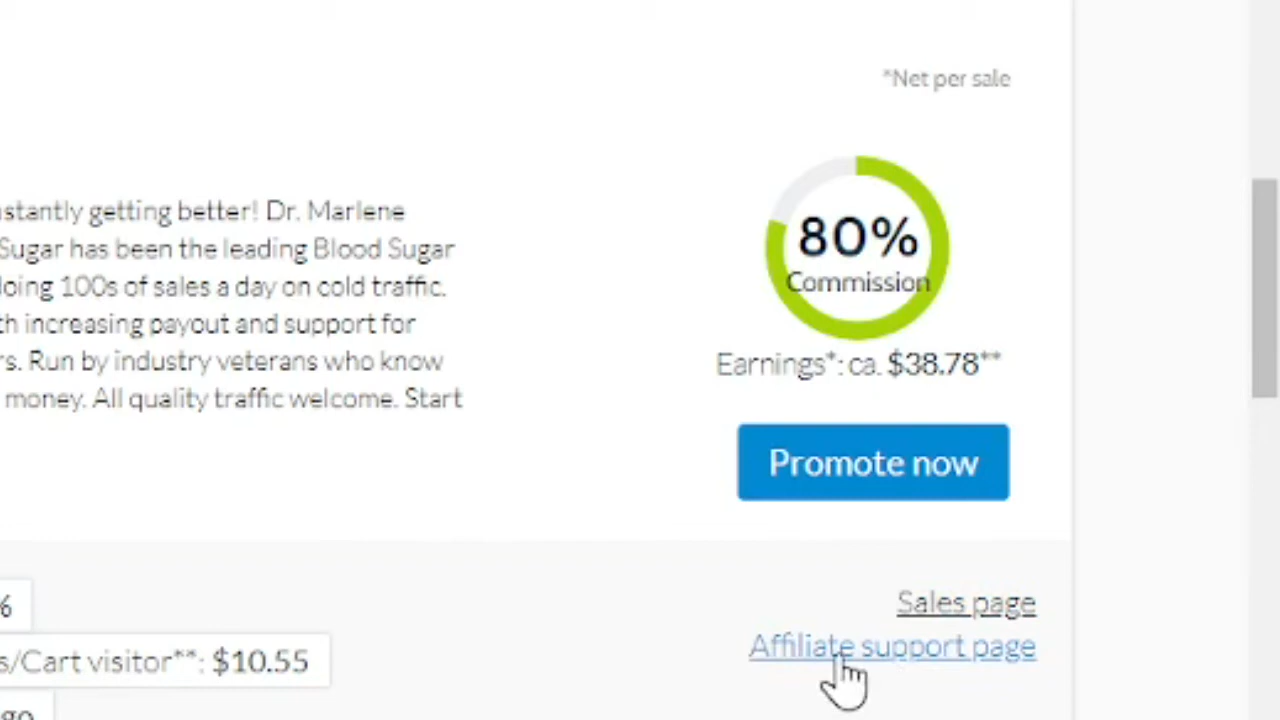 *Net per sale
stantly getting better! Dr. Marlene
Sugar has been the leading Blood Sugar
doing 100s of sales a day on cold traffic.
th increasing payout and support for
rs. Run by industry veterans who know
money. All quality traffic welcome. Start
80%
Commission
Earnings*: ca. $38.78**
Promote now
%
s/Cart visitor**: $10.55
go
Sales page
Affiliate support page